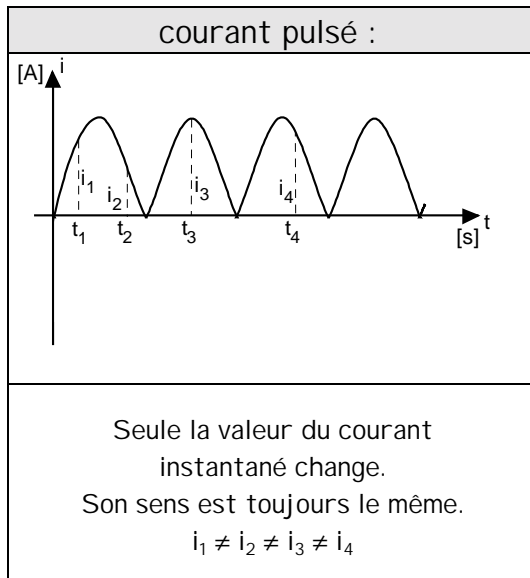 courant pulsé :
[A] i
i₁ i₂ i₃ i₄
t₁ t₂ t₃ t₄ [s] t
Seule la valeur du courant
instantané change.
Son sens est toujours le même.
i₁ ≠ i₂ ≠ i₃ ≠ i₄